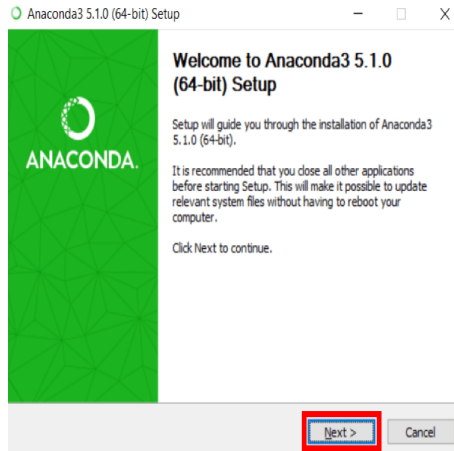 Anaconda3 5.1.0 (64-bit) Setup
Welcome to Anaconda3 5.1.0
(64-bit) Setup
ANACONDA.
Setup will guide you through the installation of Anaconda3
5.1.0 (64-bit).
It is recommended that you close all other applications
before starting Setup. This will make it possible to update
relevant system files without having to reboot your
computer.
Click Next to continue.
Next >
Cancel